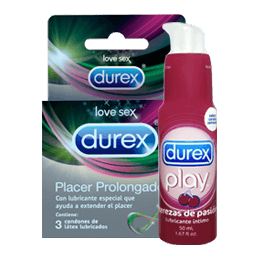 love sex
durex
love sex
durex
Placer Prolongado
Con lubricante especial que
ayuda a extender el placer
Contiene:
3 condones de
látex lubricados
durex
play
cerezas de pasión
lubricante íntimo
50 mL
1.67 fl oz